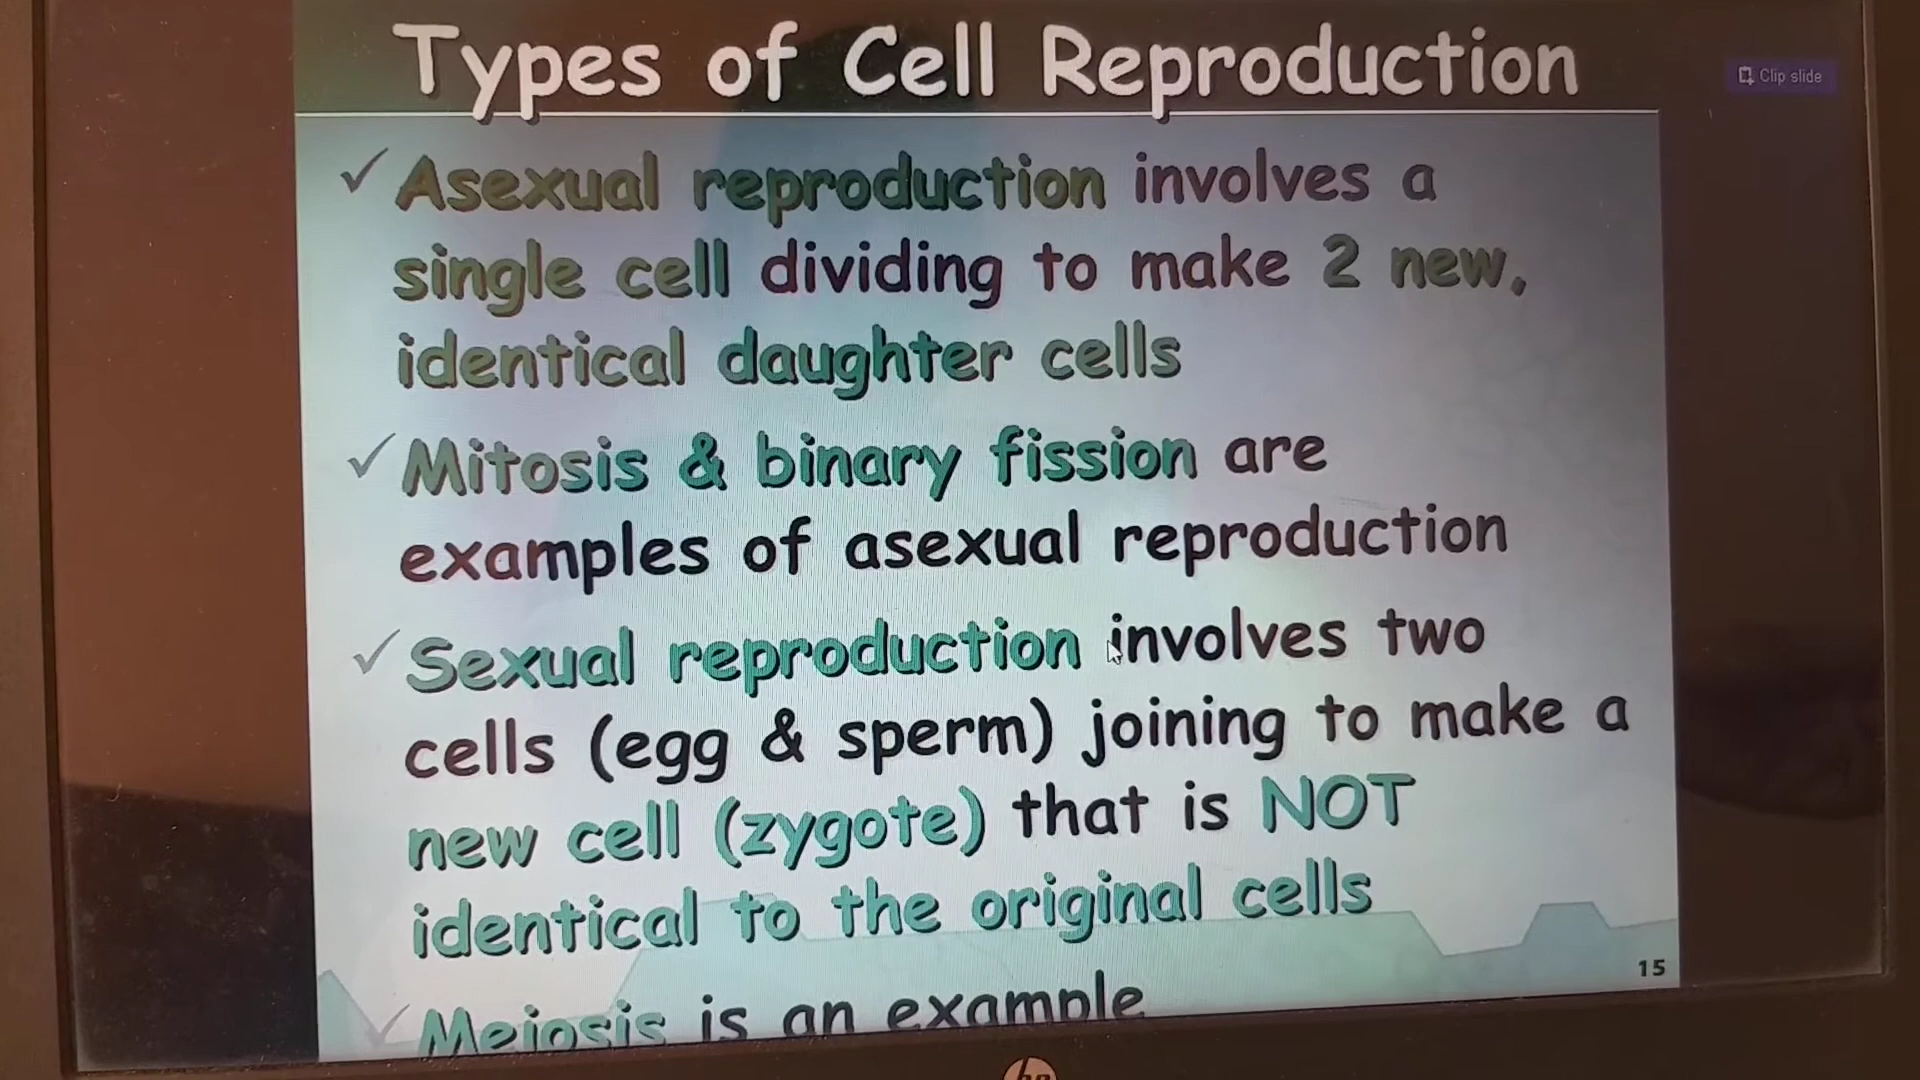 Types of Cell Reproduction
Clip slide
✓ Asexual reproduction involves a
single cell dividing to make 2 new,
identical daughter cells
✓ Mitosis & binary fission are
examples of asexual reproduction
✓ Sexual reproduction involves two
cells (egg & sperm) joining to make a
new cell (zygote) that is NOT
identical to the original cells
15
✓ Meiosis is an example
hp